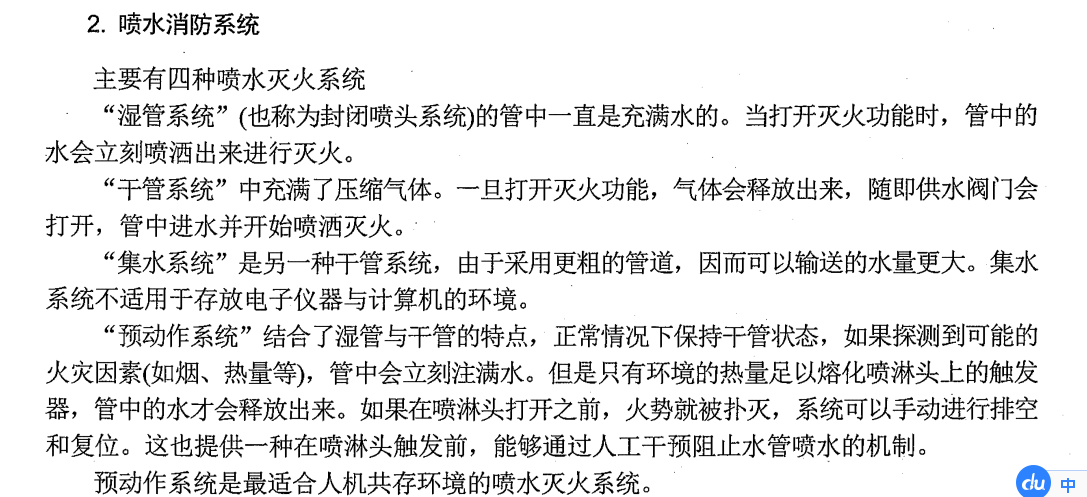 2. 喷水消防系统
主要有四种喷水灭火系统
“湿管系统”(也称为封闭喷头系统)的管中一直是充满水的。当打开灭火功能时，管中的
水会立刻喷洒出来进行灭火。
“干管系统”中充满了压缩气体。一旦打开灭火功能，气体会释放出来，随即供水阀门会
打开，管中进水并开始喷洒灭火。
“集水系统”是另一种干管系统，由于采用更粗的管道，因而可以输送的水量更大。集水
系统不适用于存放电子仪器与计算机的环境。
“预动作系统”结合了湿管与干管的特点，正常情况下保持干管状态，如果探测到可能的
火灾因素(如烟、热量等)，管中会立刻注满水。但是只有环境的热量足以熔化喷淋头上的触发
器，管中的水才会释放出来。如果在喷淋头打开之前，火势就被扑灭，系统可以手动进行排空
和复位。这也提供一种在喷淋头触发前，能够通过人工干预阻止水管喷水的机制。
预动作系统是最适合人机共存环境的喷水灭火系统。
du 中